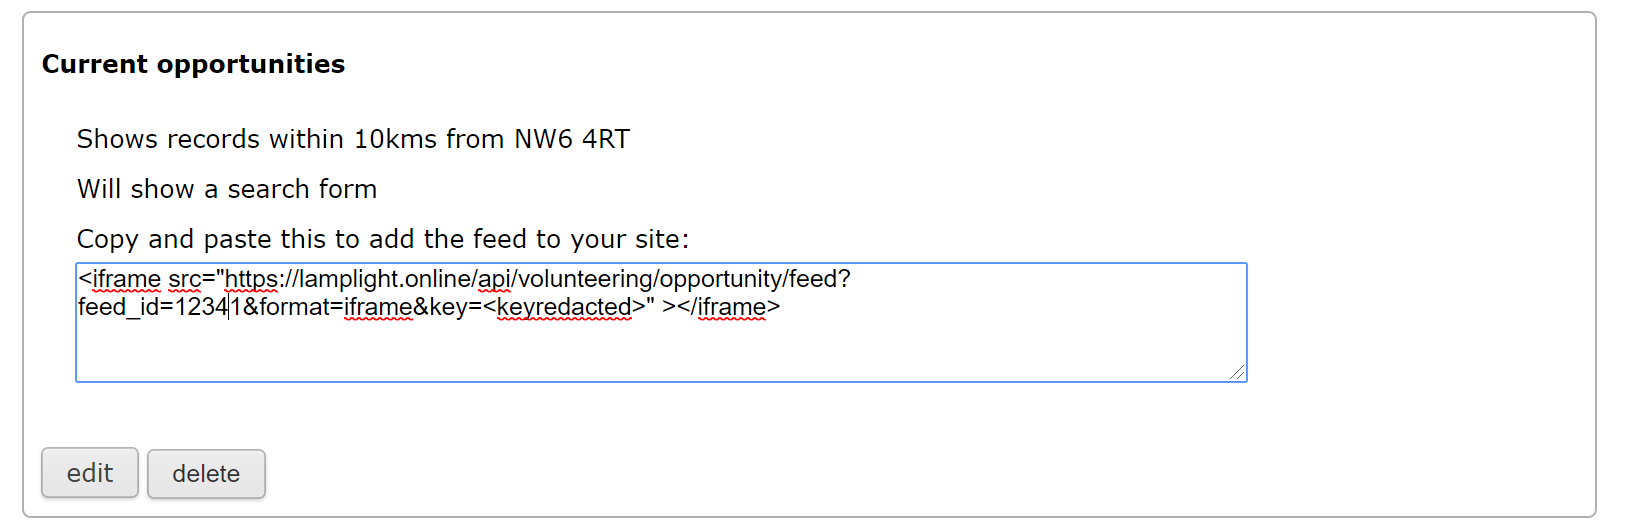 Current opportunities
Shows records within 10kms from NW6 4RT
Will show a search form
Copy and paste this to add the feed to your site:
<iframe src="https://lamplight.online/api/volunteering/opportunity/feed?
feed_id=12341&format=iframe&key=<keyredacted>" ></iframe>
edit delete